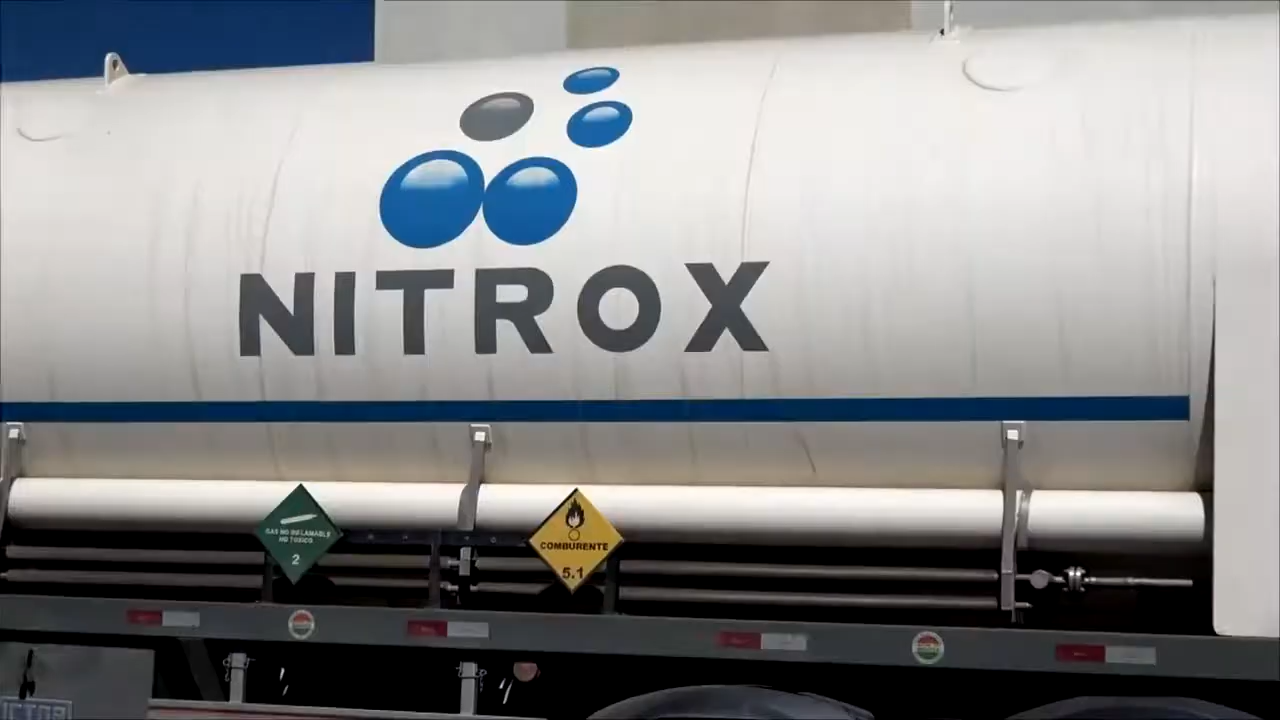 NITROX
GAS NO INFLAMABLE
NO TOXICO
2
COMBURENTE
5.1